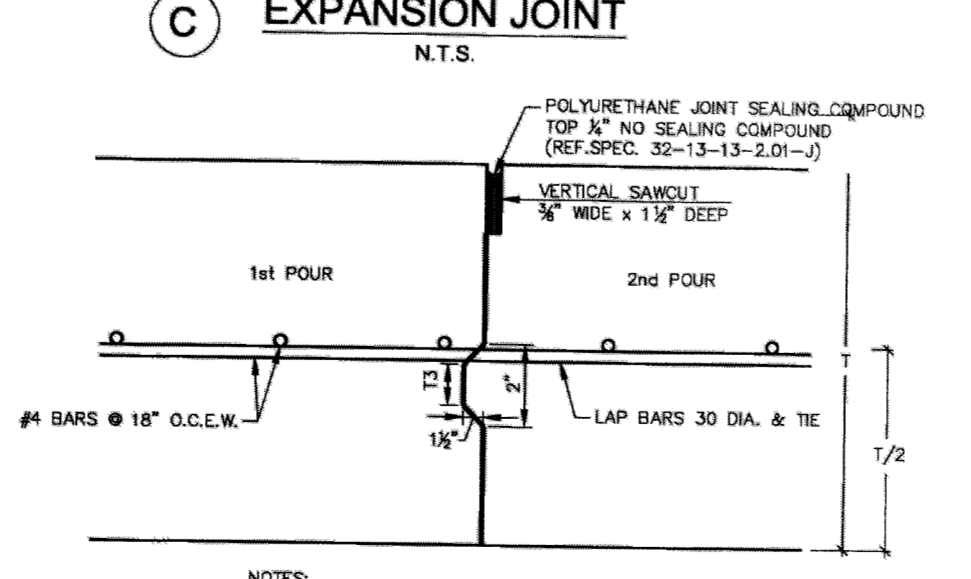 C
EXPANSION JOINT
N.T.S.
POLYURETHANE JOINT SEALING COMPOUND
TOP ¼" NO SEALING COMPOUND
(REF.SPEC. 32-13-13-2.01-J)
VERTICAL SAWCUT
⅜" WIDE x 1½" DEEP
1st POUR
2nd POUR
T
T3
2"
#4 BARS @ 18" O.C.E.W.
LAP BARS 30 DIA. & TIE
1½"
T/2
NOTES: